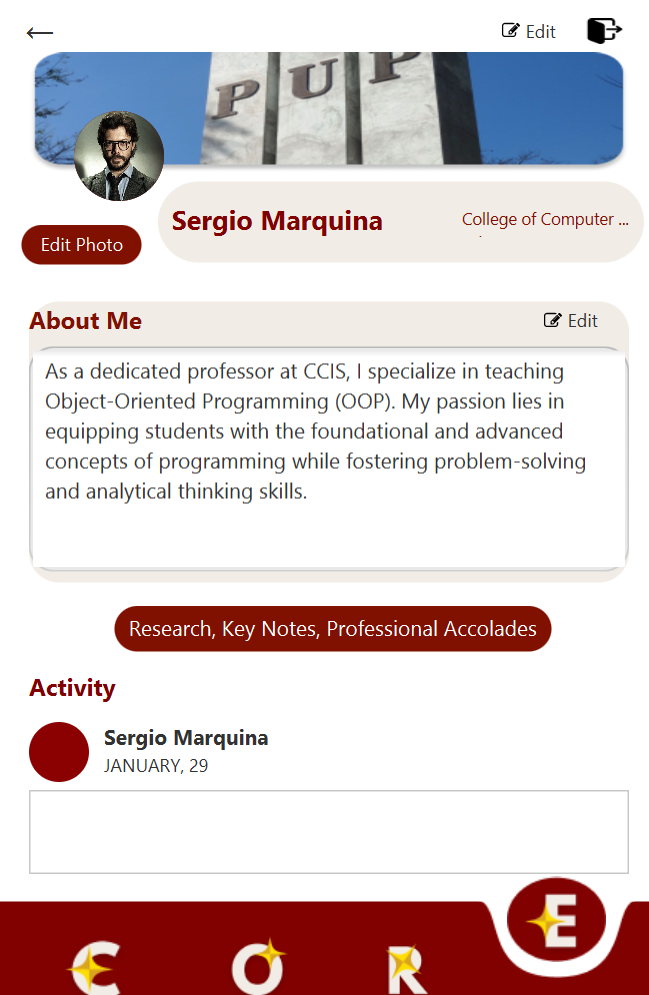 Edit
PUP
Edit Photo
Sergio Marquina
College of Computer ...
About Me
Edit
As a dedicated professor at CCIS, I specialize in teaching
Object-Oriented Programming (OOP). My passion lies in
equipping students with the foundational and advanced
concepts of programming while fostering problem-solving
and analytical thinking skills.
Research, Key Notes, Professional Accolades
Activity
Sergio Marquina
JANUARY, 29
C O R E